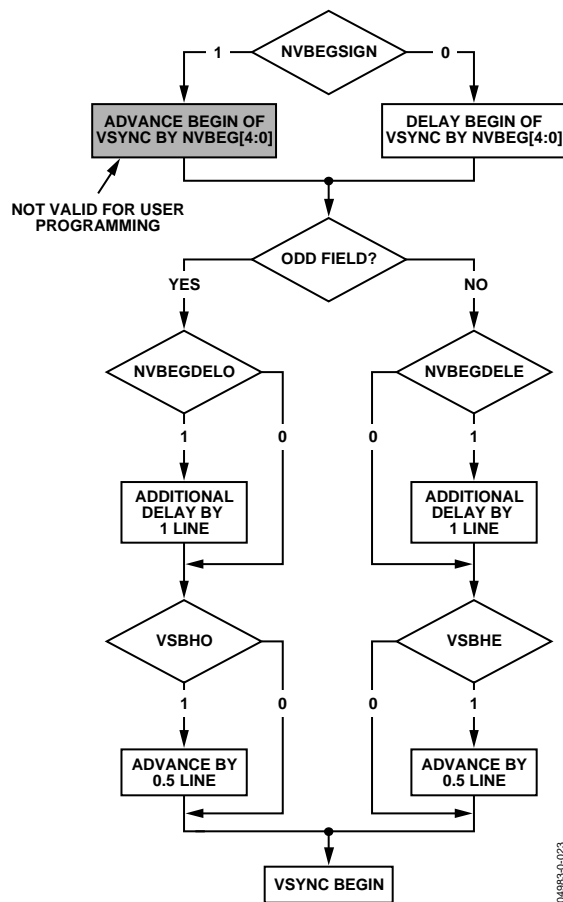 NVBEGSIGN
1
0
ADVANCE BEGIN OF
VSYNC BY NVBEG[4:0]
DELAY BEGIN OF
VSYNC BY NVBEG[4:0]
NOT VALID FOR USER
PROGRAMMING
ODD FIELD?
YES
NO
NVBEGDELO
NVBEGDELE
1
0
0
1
ADDITIONAL
DELAY BY
1 LINE
ADDITIONAL
DELAY BY
1 LINE
VSBHO
VSBHE
1
0
0
1
ADVANCE BY
0.5 LINE
ADVANCE BY
0.5 LINE
VSYNC BEGIN
04983-0-023